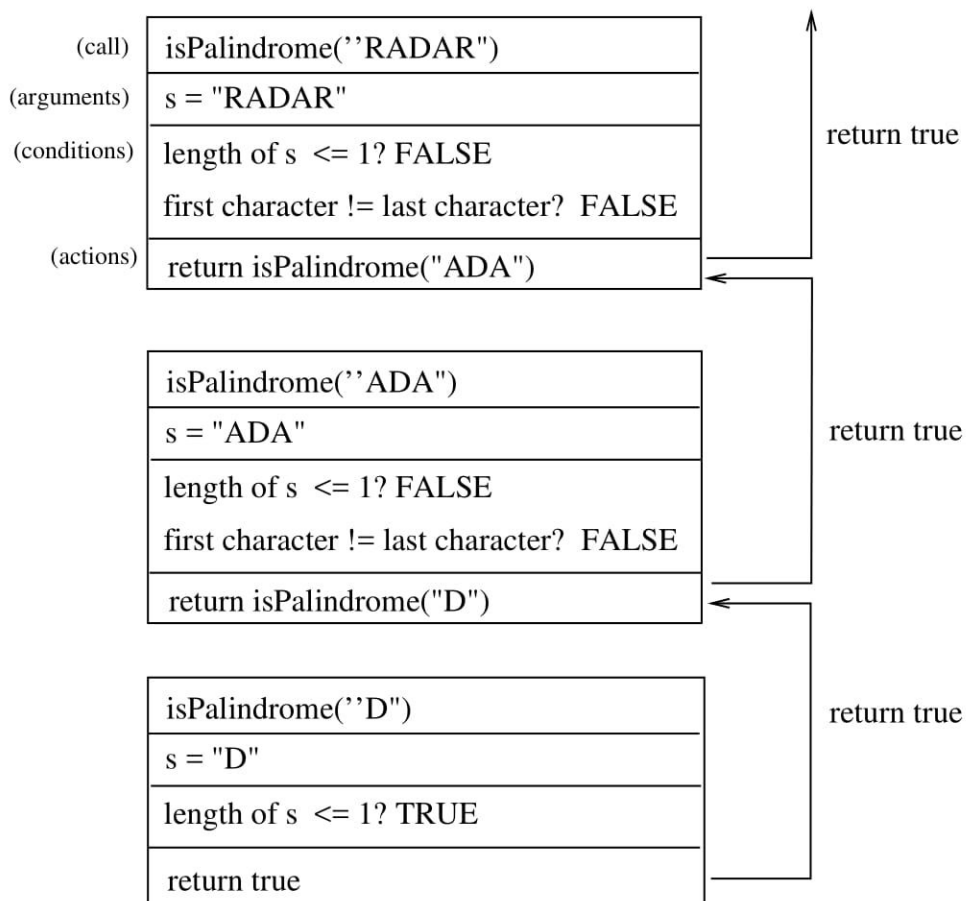 (call) isPalindrome(’’RADAR")
(arguments) s = "RADAR"
(conditions) length of s <= 1? FALSE
first character != last character? FALSE
return true
(actions) return isPalindrome("ADA")
isPalindrome(’’ADA")
s = "ADA"
return true
length of s <= 1? FALSE
first character != last character? FALSE
return isPalindrome("D")
isPalindrome(’’D")
return true
s = "D"
length of s <= 1? TRUE
return true